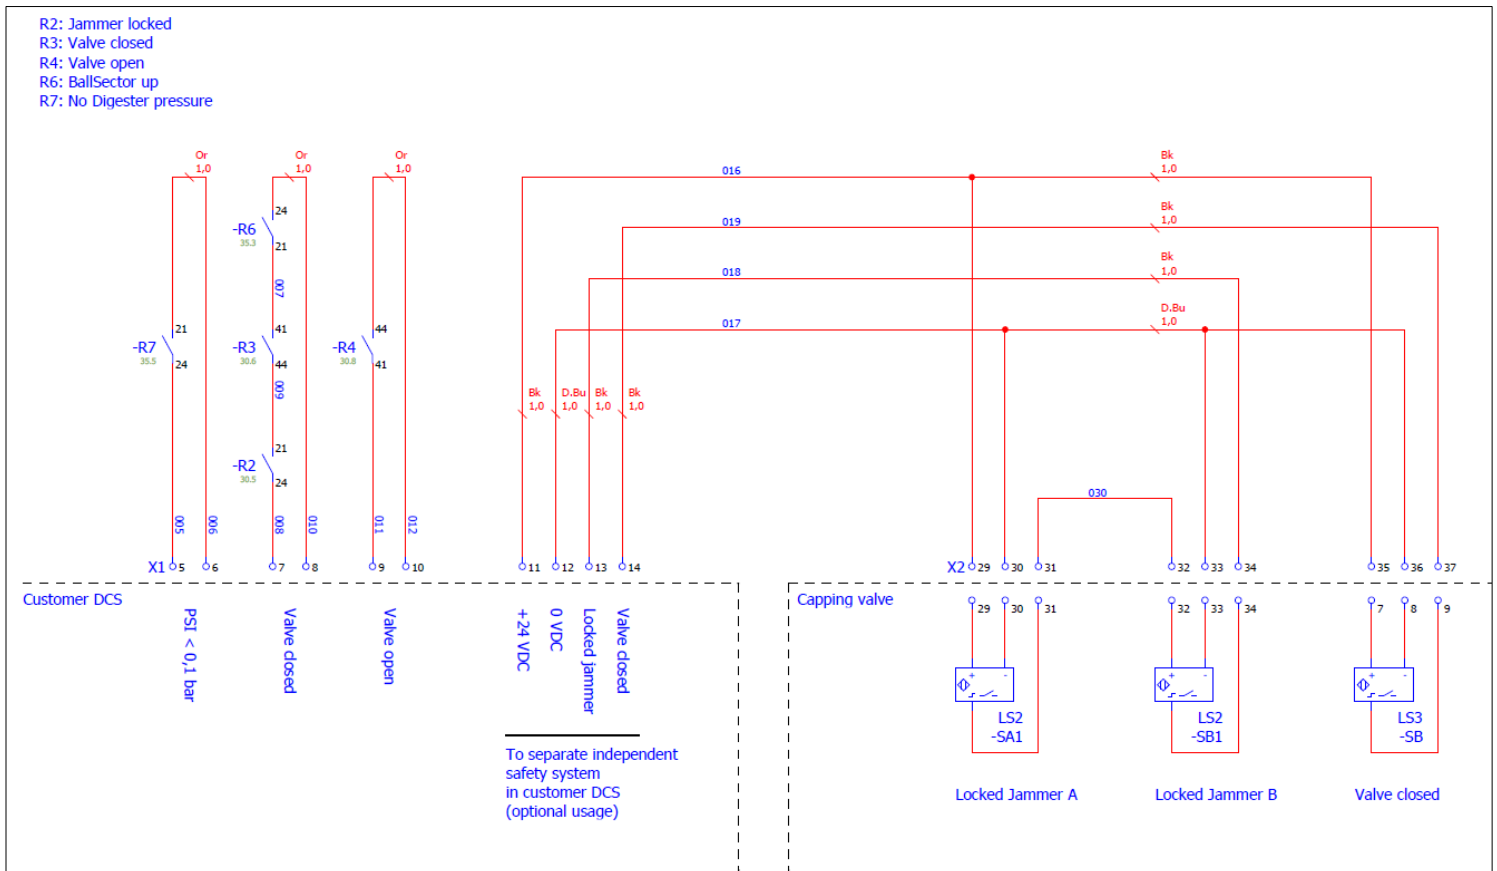 R2: Jammer locked
R3: Valve closed
R4: Valve open
R6: BallSector up
R7: No Digester pressure
Or
1,0
Or
1,0
Or
1,0
016
Bk
1,0
24
-R6
35.3
21
019
Bk
1,0
007
018
Bk
1,0
21
-R7
35.5
24
41
-R3
30.6
44
44
-R4
30.8
41
017
D.Bu
1,0
009
Bk
1,0
D.Bu
1,0
Bk
1,0
Bk
1,0
21
-R2
30.5
24
030
005
006
008
010
011
012
X1 5 6 7 8 9 10 11 12 13 14
X2 29 30 31 32 33 34 35 36 37
Customer DCS
Capping valve
29 30 31 32 33 34 7 8 9
PSI < 0,1 bar
Valve closed
Valve open
+24 VDC
0 VDC
Locked jammer
Valve closed
+ -
+ -
+ -
LS2
-SA1
LS2
-SB1
LS3
-SB
To separate independent
safety system
in customer DCS
(optional usage)
Locked Jammer A
Locked Jammer B
Valve closed